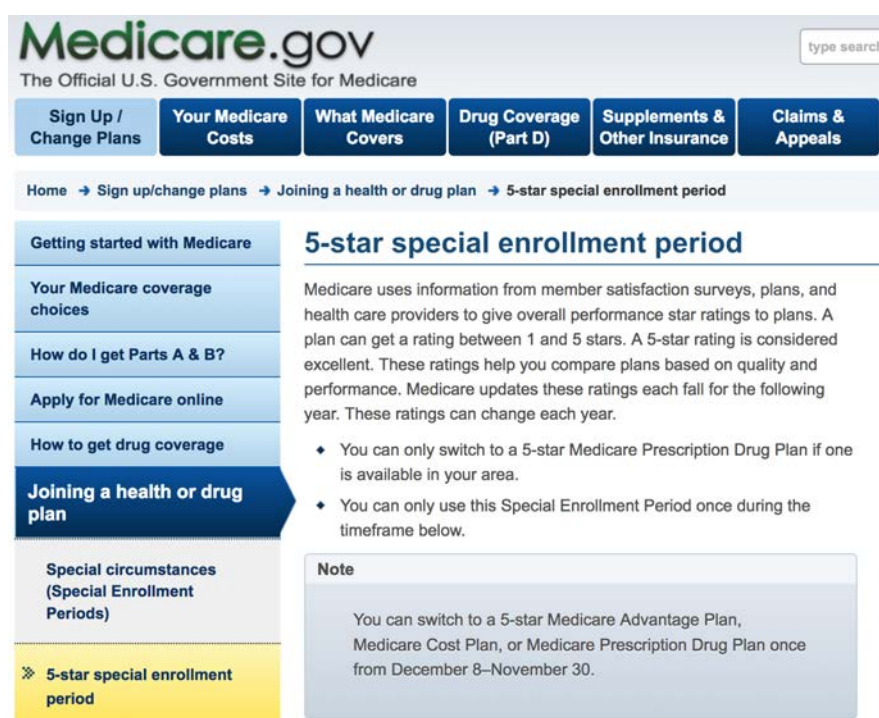 Medicare.gov
type search
The Official U.S. Government Site for Medicare
Sign Up /
Change Plans
Your Medicare
Costs
What Medicare
Covers
Drug Coverage
(Part D)
Supplements &
Other Insurance
Claims &
Appeals
Home → Sign up/change plans → Joining a health or drug plan → 5-star special enrollment period
Getting started with Medicare
Your Medicare coverage
choices
How do I get Parts A & B?
Apply for Medicare online
How to get drug coverage
Joining a health or drug
plan
Special circumstances
(Special Enrollment
Periods)
» 5-star special enrollment
period
5-star special enrollment period
Medicare uses information from member satisfaction surveys, plans, and
health care providers to give overall performance star ratings to plans. A
plan can get a rating between 1 and 5 stars. A 5-star rating is considered
excellent. These ratings help you compare plans based on quality and
performance. Medicare updates these ratings each fall for the following
year. These ratings can change each year.
You can only switch to a 5-star Medicare Prescription Drug Plan if one
is available in your area.
You can only use this Special Enrollment Period once during the
timeframe below.
Note
You can switch to a 5-star Medicare Advantage Plan,
Medicare Cost Plan, or Medicare Prescription Drug Plan once
from December 8–November 30.